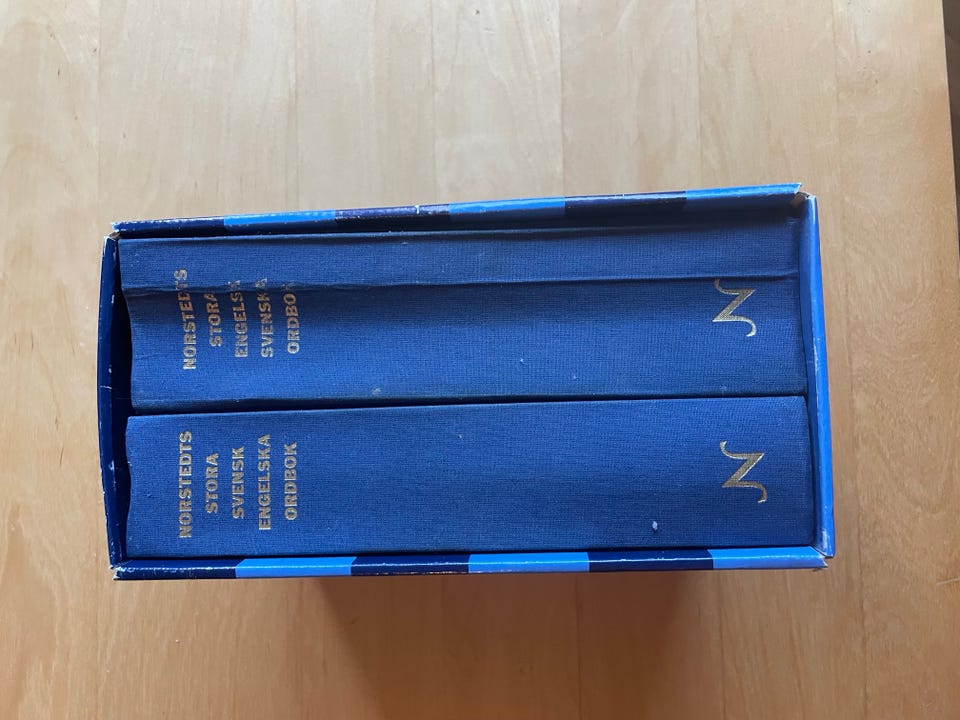 NORSTEDTS
STORA
ENGELSK
SVENSKA
ORDBOK
N
NORSTEDTS
STORA
SVENSK
ENGELSKA
ORDBOK
N